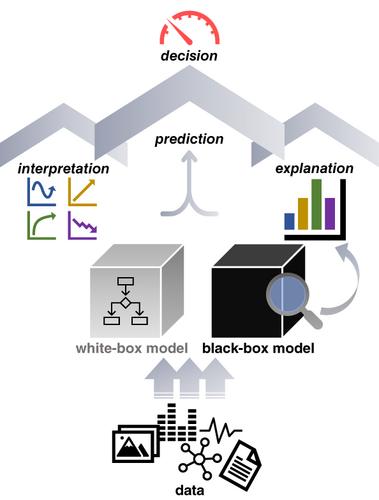 decision
prediction
interpretation
explanation
white-box model
black-box model
data